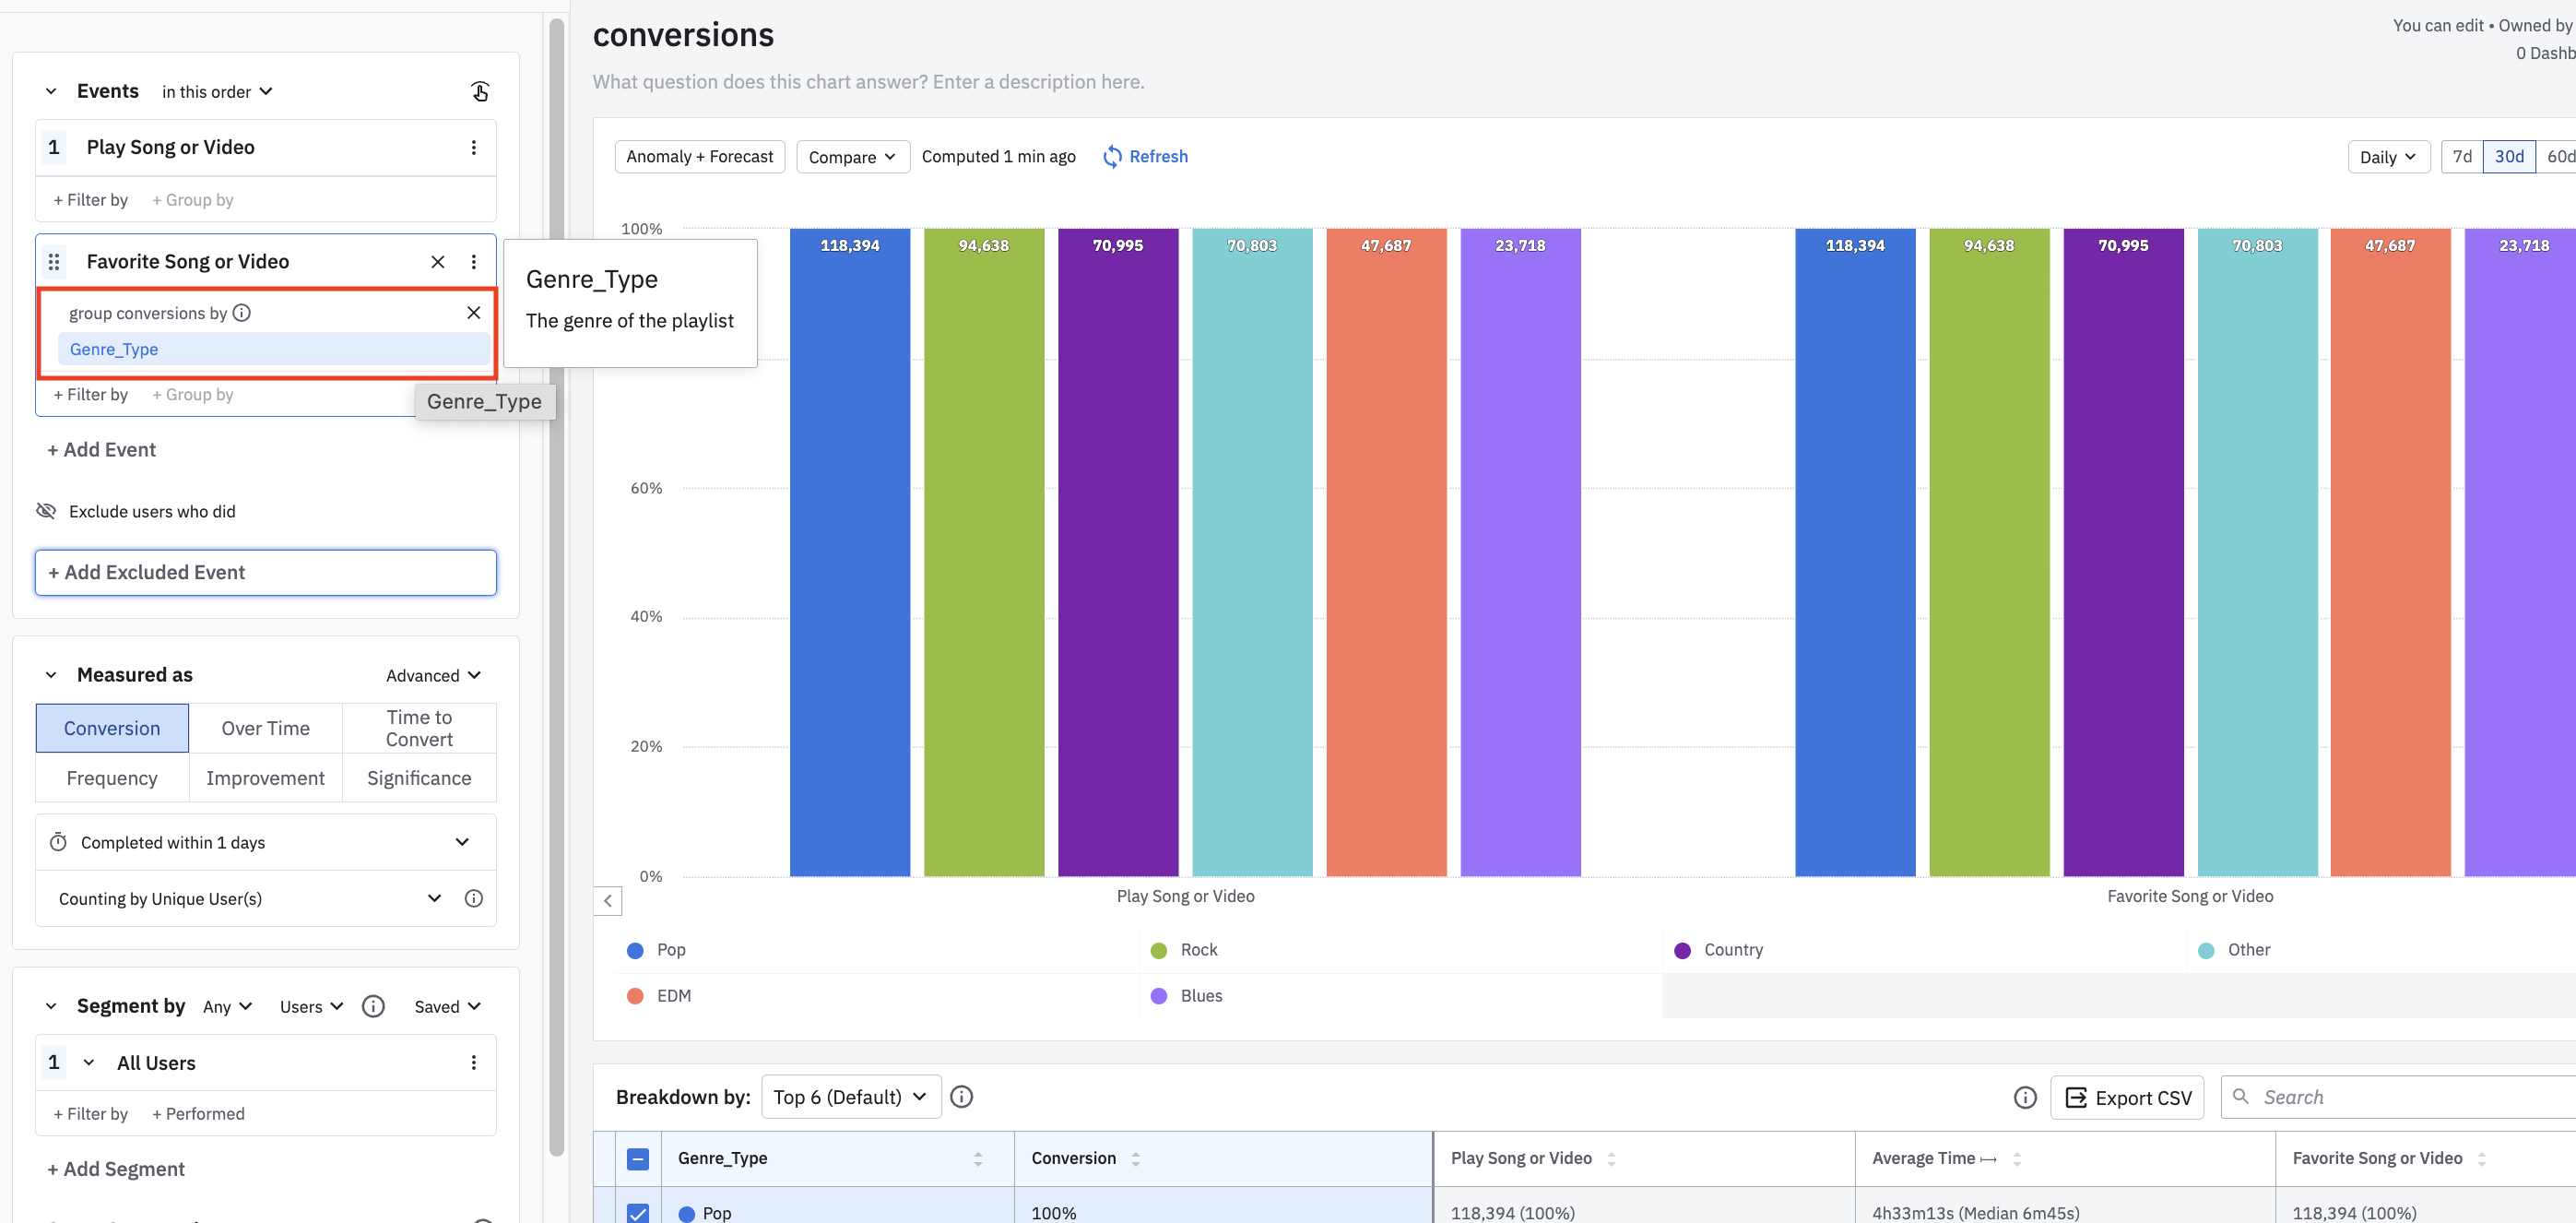 Events in this order
1 Play Song or Video
+ Filter by + Group by
Favorite Song or Video
group conversions by
Genre_Type
+ Filter by + Group by
Genre_Type
The genre of the playlist
Genre_Type
+ Add Event
Exclude users who did
+ Add Excluded Event
Measured as Advanced
Conversion Over Time Time to Convert
Frequency Improvement Significance
Completed within 1 days
Counting by Unique User(s)
Segment by Any Users Saved
1 All Users
+ Filter by + Performed
+ Add Segment
conversions
You can edit • Owned by
0 Dashb
What question does this chart answer? Enter a description here.
Anomaly + Forecast Compare Computed 1 min ago Refresh
Daily 7d 30d 60d
100%
60%
40%
20%
0%
118,394 94,638 70,995 70,803 47,687 23,718
118,394 94,638 70,995 70,803 47,687 23,718
Play Song or Video Favorite Song or Video
Pop Rock Country Other
EDM Blues
Breakdown by: Top 6 (Default)
Export CSV Search
Genre_Type Conversion Play Song or Video Average Time Favorite Song or Video
Pop 100% 118,394 (100%) 4h33m13s (Median 6m45s) 118,394 (100%)